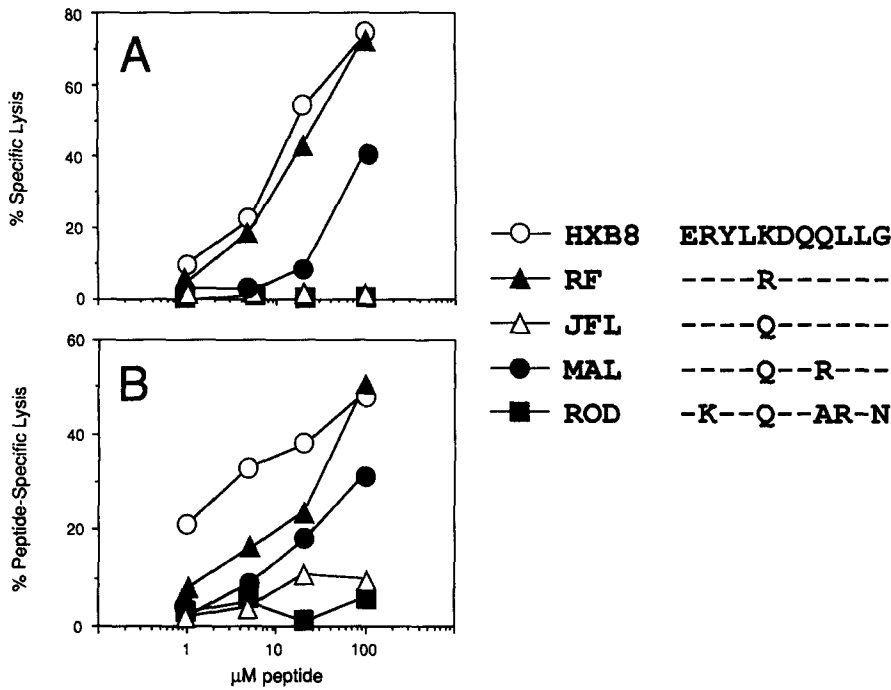 A
B
% Specific Lysis
80
60
40
20
0
% Peptide-Specific Lysis
60
40
20
0
1 10 100
μM peptide
HXB8 ERYLKDQQLLG
RF ----R------
JFL ----Q------
MAL ----Q--R---
ROD -K--Q--AR-N